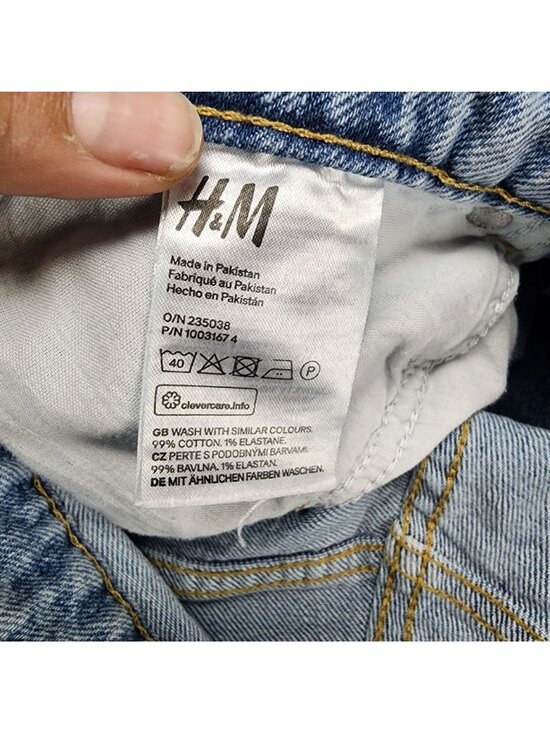 H&M
Made in Pakistan
Fabriqué au Pakistan
Hecho en Pakistán
O/N 235038
P/N 1003167 4
40 P
clevercare.info
GB WASH WITH SIMILAR COLOURS.
99% COTTON. 1% ELASTANE.
CZ PERTE S PODOBNÝMI BARVAMI.
99% BAVLNA. 1% ELASTAN.
DE MIT ÄHNLICHEN FARBEN WASCHEN.